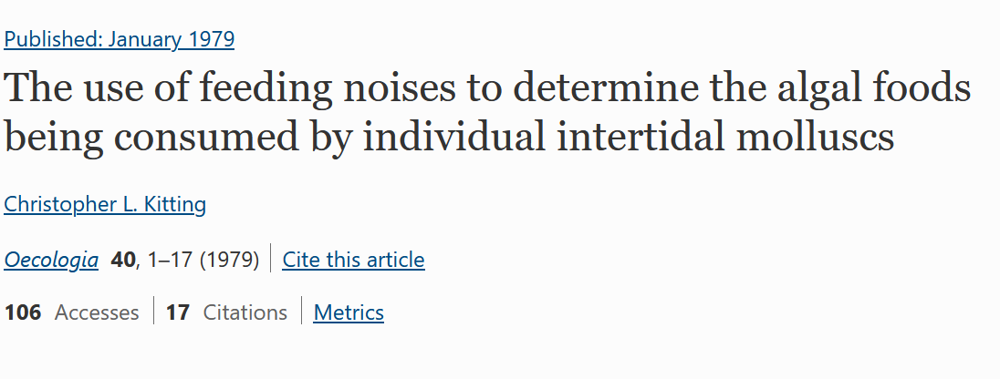 Published: January 1979
The use of feeding noises to determine the algal foods
being consumed by individual intertidal molluscs
Christopher L. Kitting
Oecologia 40, 1–17 (1979) | Cite this article
106 Accesses | 17 Citations | Metrics